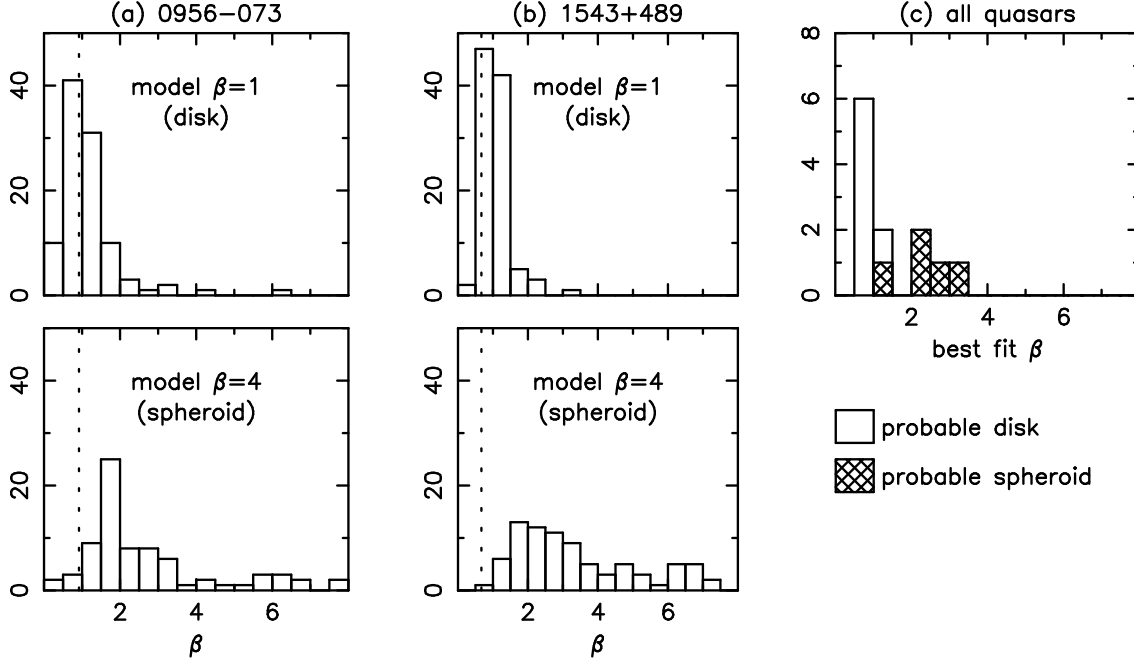 (a) 0956−073
40
20
0
model β=1
(disk)
40
20
0
model β=4
(spheroid)
2 4 6
β
(b) 1543+489
40
20
0
model β=1
(disk)
40
20
0
model β=4
(spheroid)
2 4 6
β
(c) all quasars
8
6
4
2
0
2 4 6
best fit β
probable disk
probable spheroid